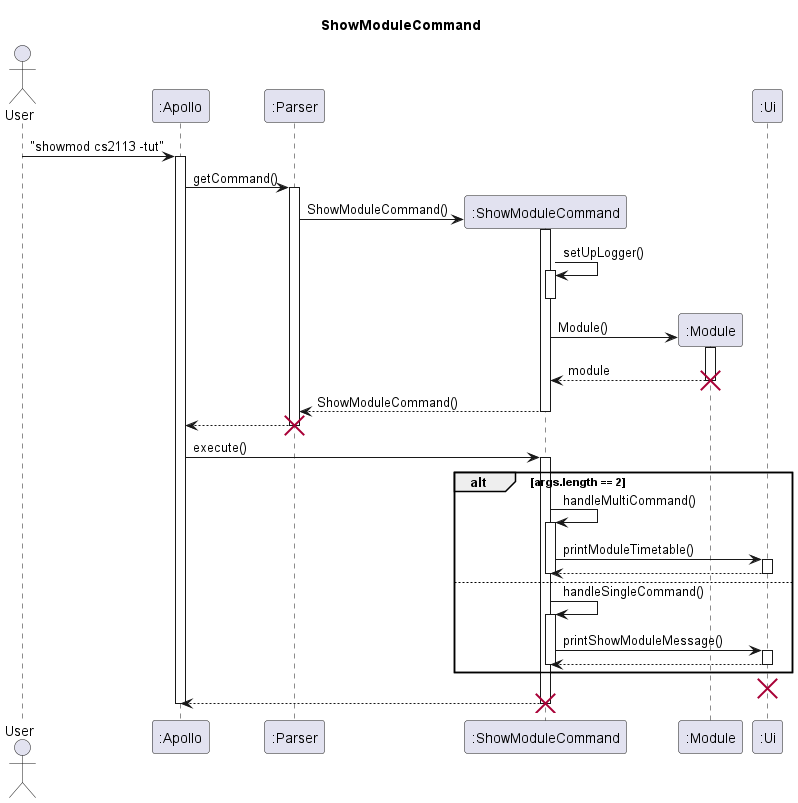 ShowModuleCommand
User
:Apollo
:Parser
:Ui
"showmod cs2113 -tut"
getCommand()
ShowModuleCommand()
:ShowModuleCommand
setUpLogger()
Module()
:Module
module
ShowModuleCommand()
execute()
alt [args.length == 2]
handleMultiCommand()
printModuleTimetable()
handleSingleCommand()
printShowModuleMessage()
User
:Apollo
:Parser
:ShowModuleCommand
:Module
:Ui